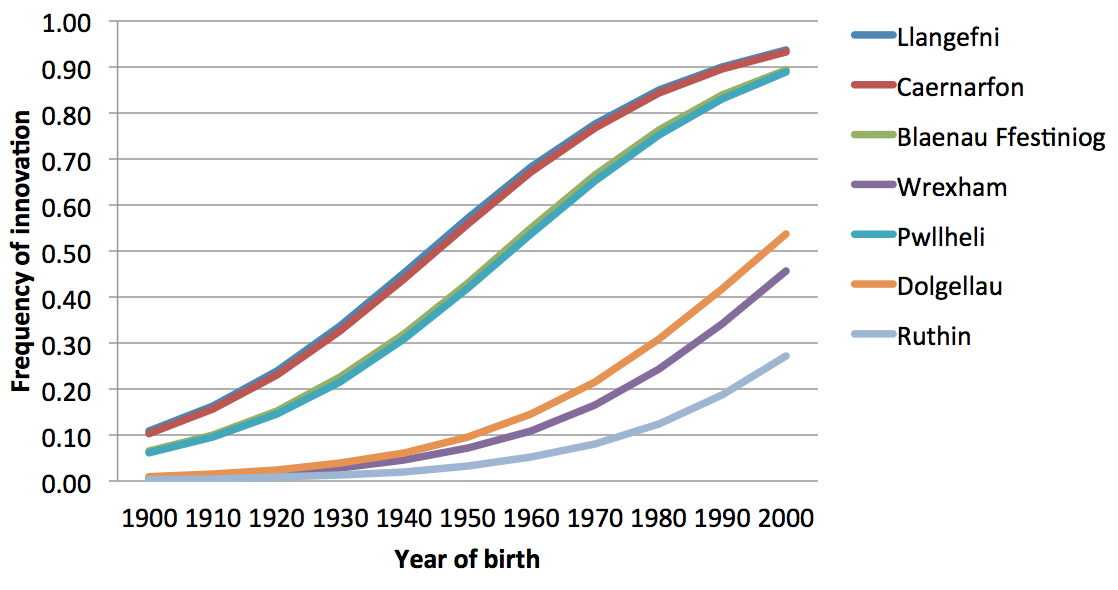 1.00
0.90
0.80
0.70
0.60
0.50
0.40
0.30
0.20
0.10
0.00
Frequency of innovation
1900 1910 1920 1930 1940 1950 1960 1970 1980 1990 2000
Year of birth
Llangefni
Caernarfon
Blaenau Ffestiniog
Wrexham
Pwllheli
Dolgellau
Ruthin